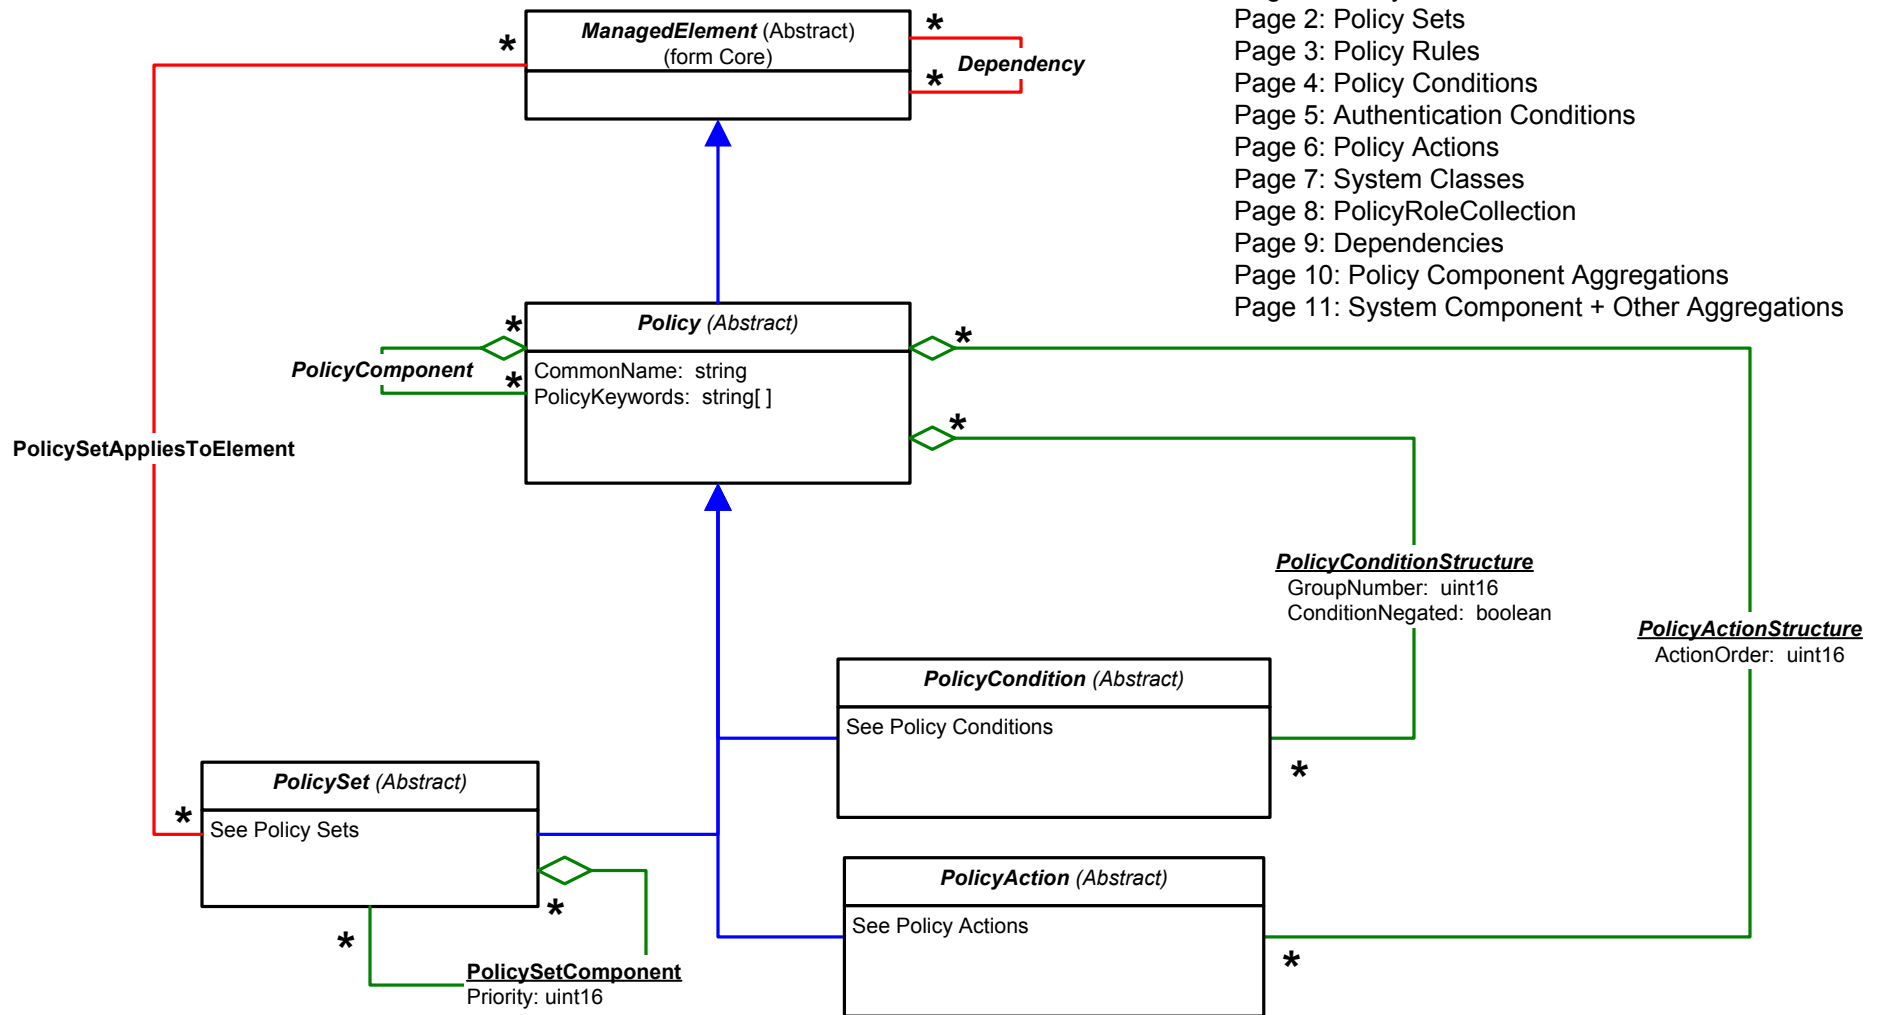 Page 2: Policy Sets
Page 3: Policy Rules
Page 4: Policy Conditions
Page 5: Authentication Conditions
Page 6: Policy Actions
Page 7: System Classes
Page 8: PolicyRoleCollection
Page 9: Dependencies
Page 10: Policy Component Aggregations
Page 11: System Component + Other Aggregations
*
ManagedElement (Abstract)
(form Core)
*
Dependency
*
*
Policy (Abstract)
*
PolicyComponent
*
CommonName: string
PolicyKeywords: string[ ]
*
PolicySetAppliesToElement
PolicyConditionStructure
GroupNumber: uint16
ConditionNegated: boolean
PolicyActionStructure
ActionOrder: uint16
PolicyCondition (Abstract)
See Policy Conditions
*
PolicySet (Abstract)
*
See Policy Sets
PolicyAction (Abstract)
See Policy Actions
*
*
*
PolicySetComponent
Priority: uint16